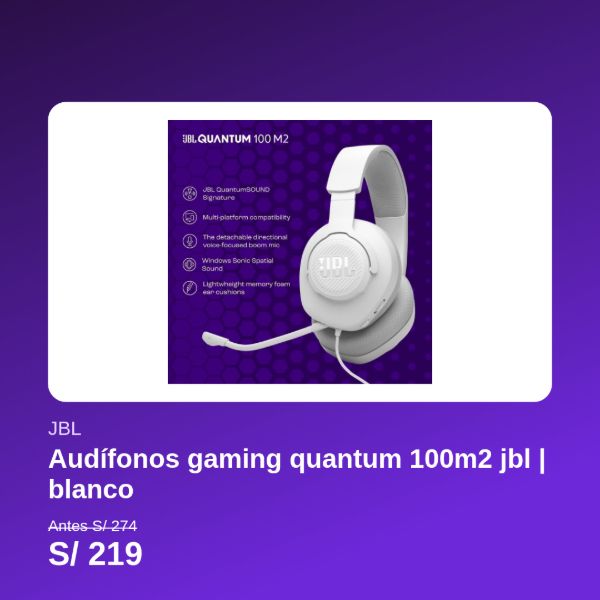 JBL QUANTUM 100 M2
JBL QuantumSOUND
Signature
Multi-platform compatibility
The detachable directional
voice-focused boom mic
Windows Sonic Spatial
Sound
Lightweight memory foam
ear cushions
JBL
JBL
Audífonos gaming quantum 100m2 jbl |
blanco
Antes S/ 274
S/ 219